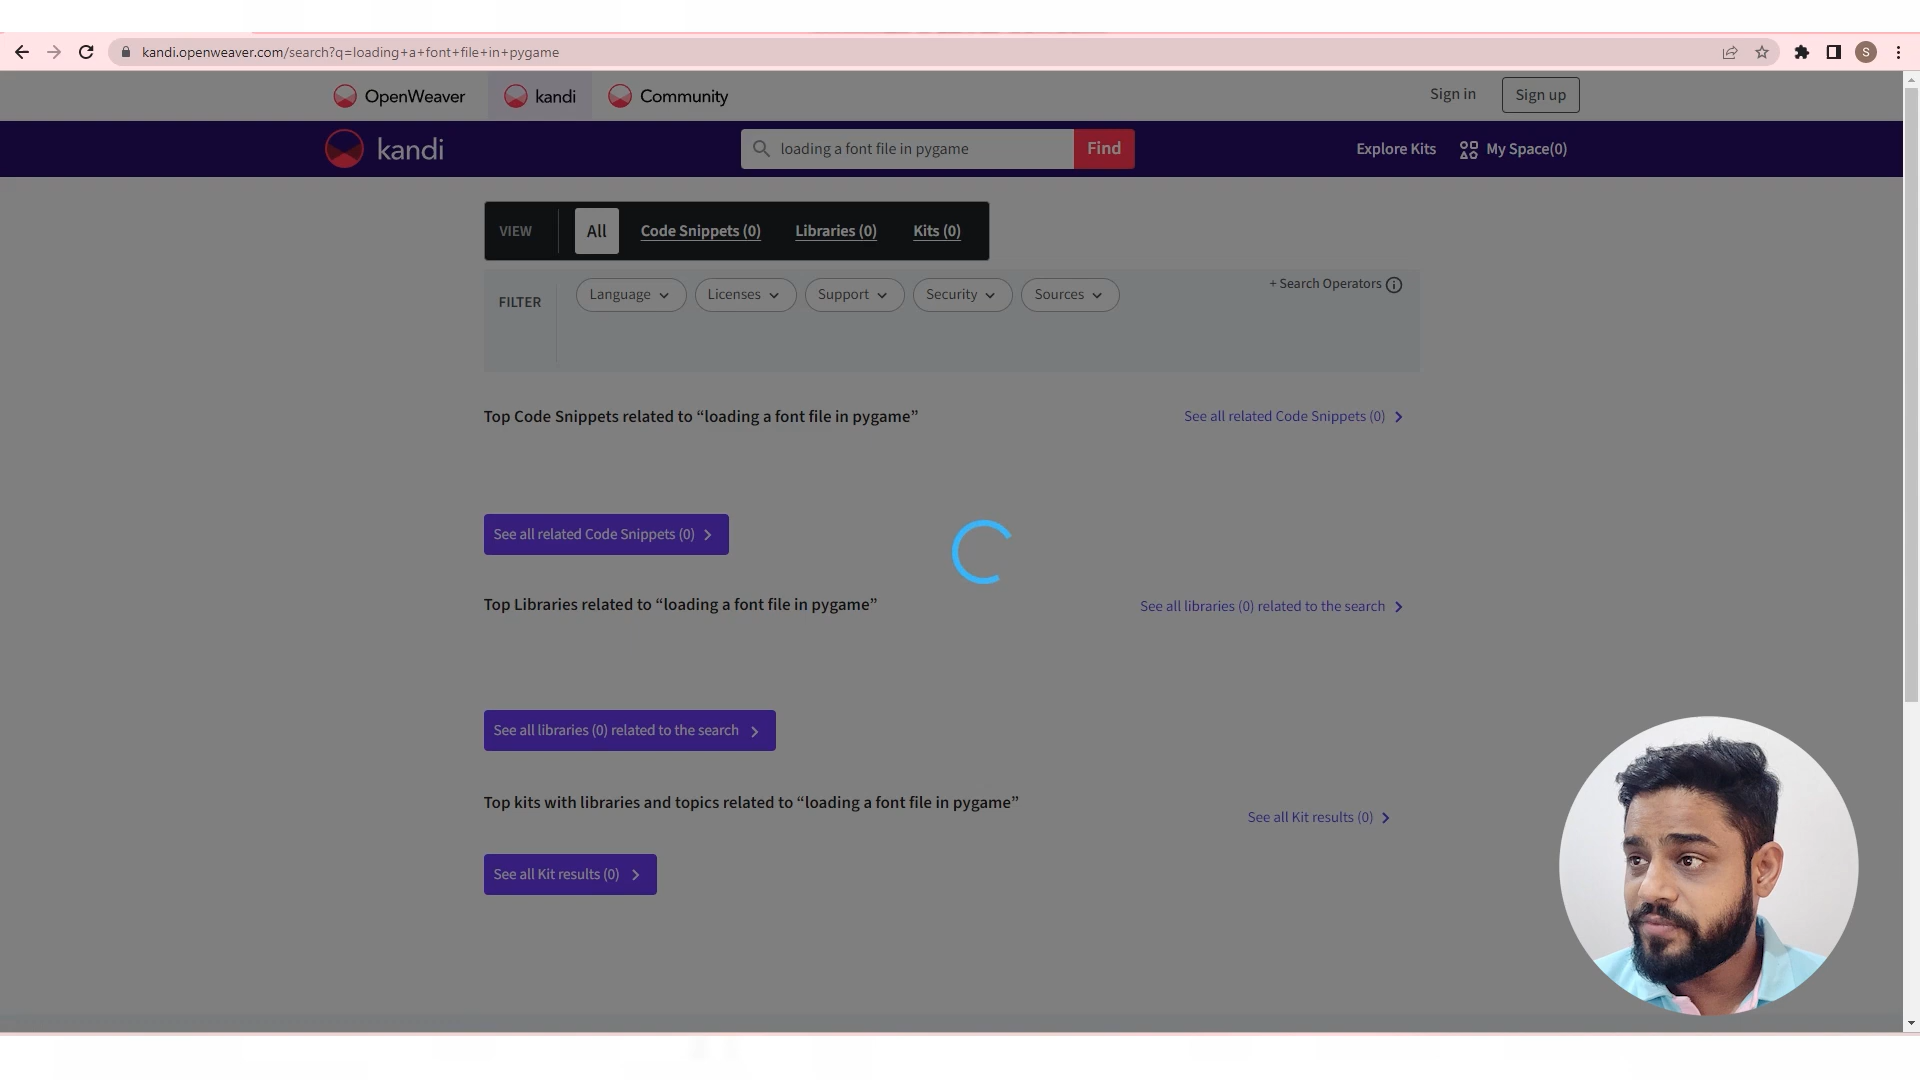 kandi.openweaver.com/search?q=loading+a+font+file+in+pygame
S
OpenWeaver kandi Community
Sign in Sign up
kandi
loading a font file in pygame Find
Explore Kits My Space(0)
VIEW All Code Snippets (0) Libraries (0) Kits (0)
FILTER Language Licenses Support Security Sources + Search Operators
Top Code Snippets related to “loading a font file in pygame” See all related Code Snippets (0)
See all related Code Snippets (0)
Top Libraries related to “loading a font file in pygame” See all libraries (0) related to the search
See all libraries (0) related to the search
Top kits with libraries and topics related to “loading a font file in pygame”
See all Kit results (0)
See all Kit results (0)